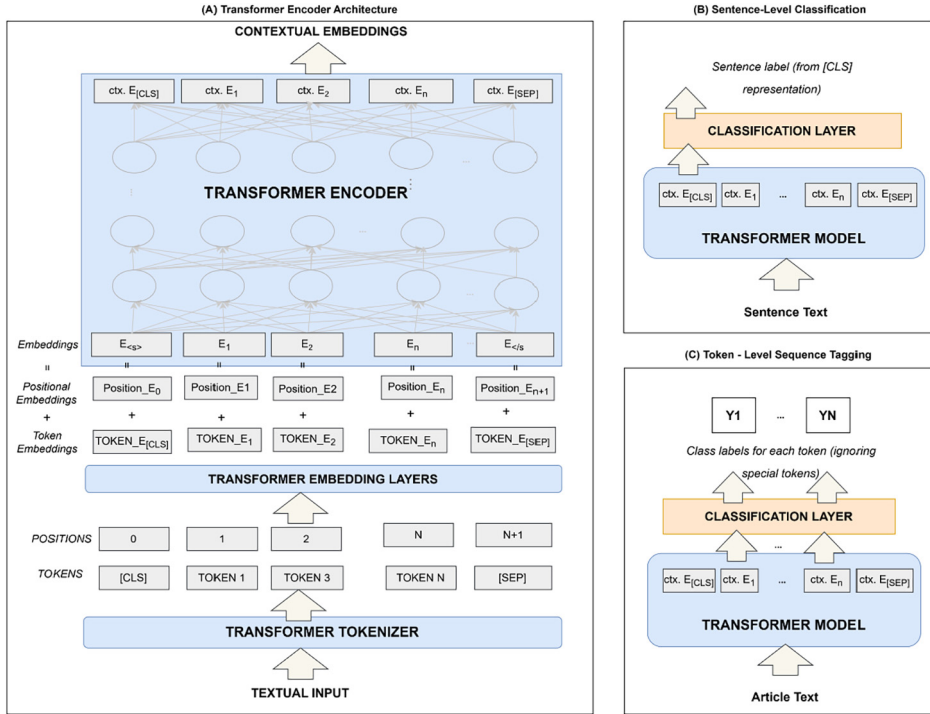 (A) Transformer Encoder Architecture
CONTEXTUAL EMBEDDINGS
ctx. E[CLS] ctx. E1 ctx. E2 ctx. En ctx. E[SEP]
...
TRANSFORMER ENCODER
...
...
...
...
Embeddings E<s> E1 E2 En E</s
= = = = = =
Positional Embeddings Position_E0 Position_E1 Position_E2 Position_En Position_En+1
+ + + + + +
Token Embeddings TOKEN_E[CLS] TOKEN_E1 TOKEN_E2 TOKEN_En TOKEN_E[SEP]
TRANSFORMER EMBEDDING LAYERS
POSITIONS 0 1 2 N N+1
TOKENS [CLS] TOKEN 1 TOKEN 3 TOKEN N [SEP]
TRANSFORMER TOKENIZER
TEXTUAL INPUT
(B) Sentence-Level Classification
Sentence label (from [CLS]
representation)
CLASSIFICATION LAYER
ctx. E[CLS] ctx. E1 ... ctx. En ctx. E[SEP]
TRANSFORMER MODEL
Sentence Text
(C) Token - Level Sequence Tagging
Y1 ... YN
Class labels for each token (ignoring
special tokens)
CLASSIFICATION LAYER
...
ctx. E[CLS] ctx. E1 ... ctx. En ctx. E[SEP]
TRANSFORMER MODEL
Article Text